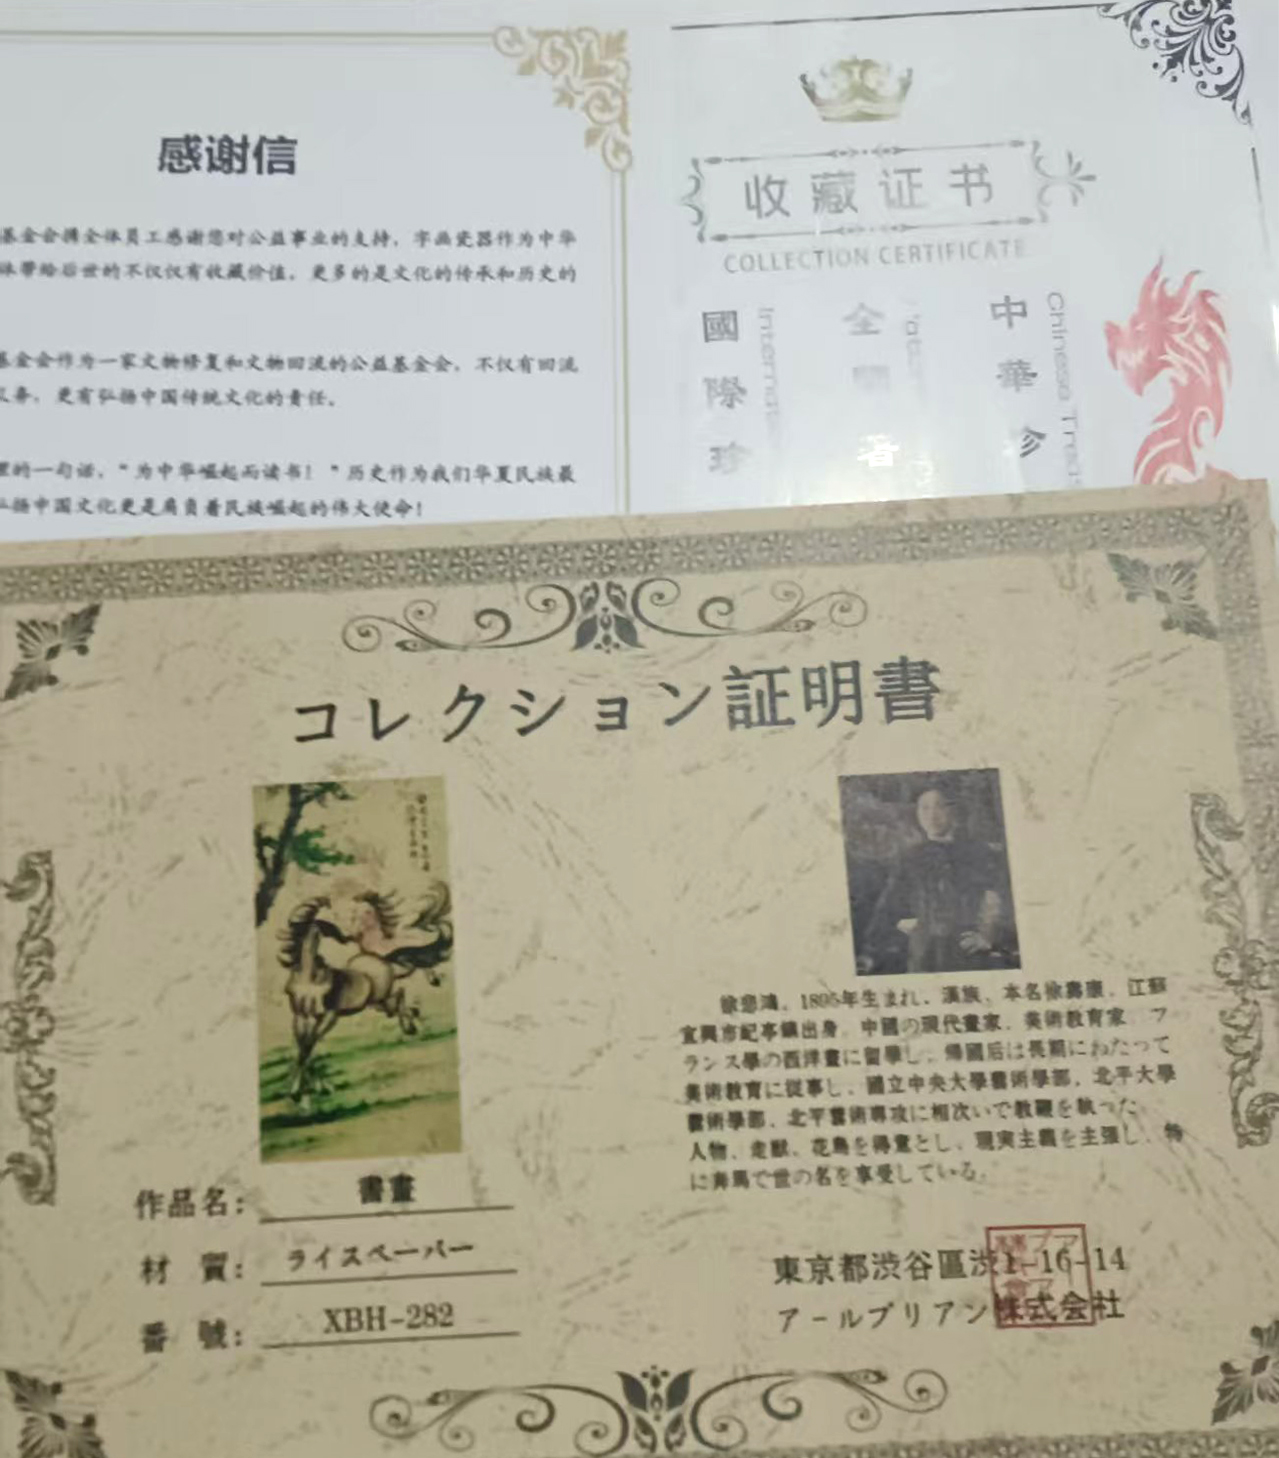 感谢信
基金会携全体员工感谢您对公益事业的支持，字画瓷器作为中华
带给后世的不仅仅有收藏价值，更多的是文化的传承和历史的
基金会作为一家文物修复和文物回流的公益基金会，不仅有回流
义务，更有弘扬中国传统文化的责任。
里的一句话，“为中华崛起而读书！”历史作为我们华夏民族最
弘扬中国文化更是肩负着民族崛起的伟大使命！
收藏证书
COLLECTION CERTIFICATE
中華珍
Chinese
全
國際珍
コレクション証明書
徐悲鴻，1895年生まれ，漢族，本名徐壽康，江蘇
宜興市屺亭鎮出身。中國の現代畫家，美術教育家。フ
ランス學の西洋畫に留學し，帰國后は長期にわたって
美術教育に従事し，國立中央大學藝術學部，北平大學
藝術學部，北平藝術専攻に相次いで教鞭を執った。
人物，走獣，花鳥を得意とし，現実主義を主張し，特
に奔馬で世の名を享受している。
作品名：書畫
材質：ライスペーパー
番號：XBH-282
東京都渋谷區渋1-16-14
アールブリアン株式会社